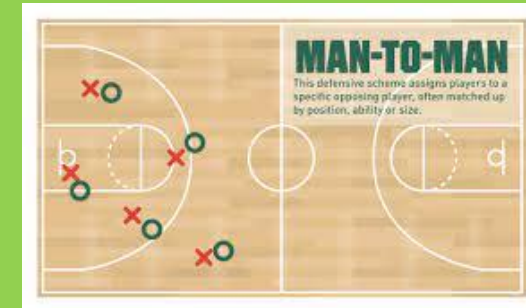 MAN-TO-MAN
This defensive scheme assigns players to a
specific opposing player, often matched up
by position, ability or size.